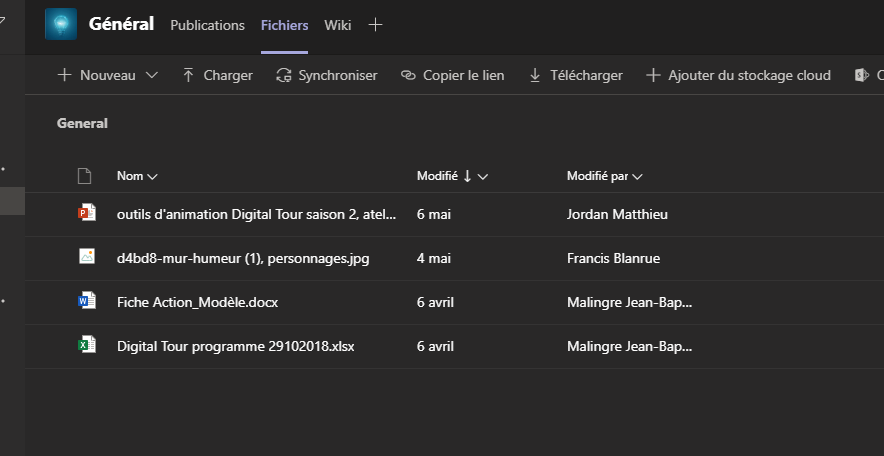 Général Publications Fichiers Wiki
Nouveau Charger Synchroniser Copier le lien Télécharger Ajouter du stockage cloud
General
Nom Modifié Modifié par
outils d'animation Digital Tour saison 2, atel... 6 mai Jordan Matthieu
d4bd8-mur-humeur (1), personnages.jpg 4 mai Francis Blanrue
Fiche Action_Modèle.docx 6 avril Malingre Jean-Bap...
Digital Tour programme 29102018.xlsx 6 avril Malingre Jean-Bap...